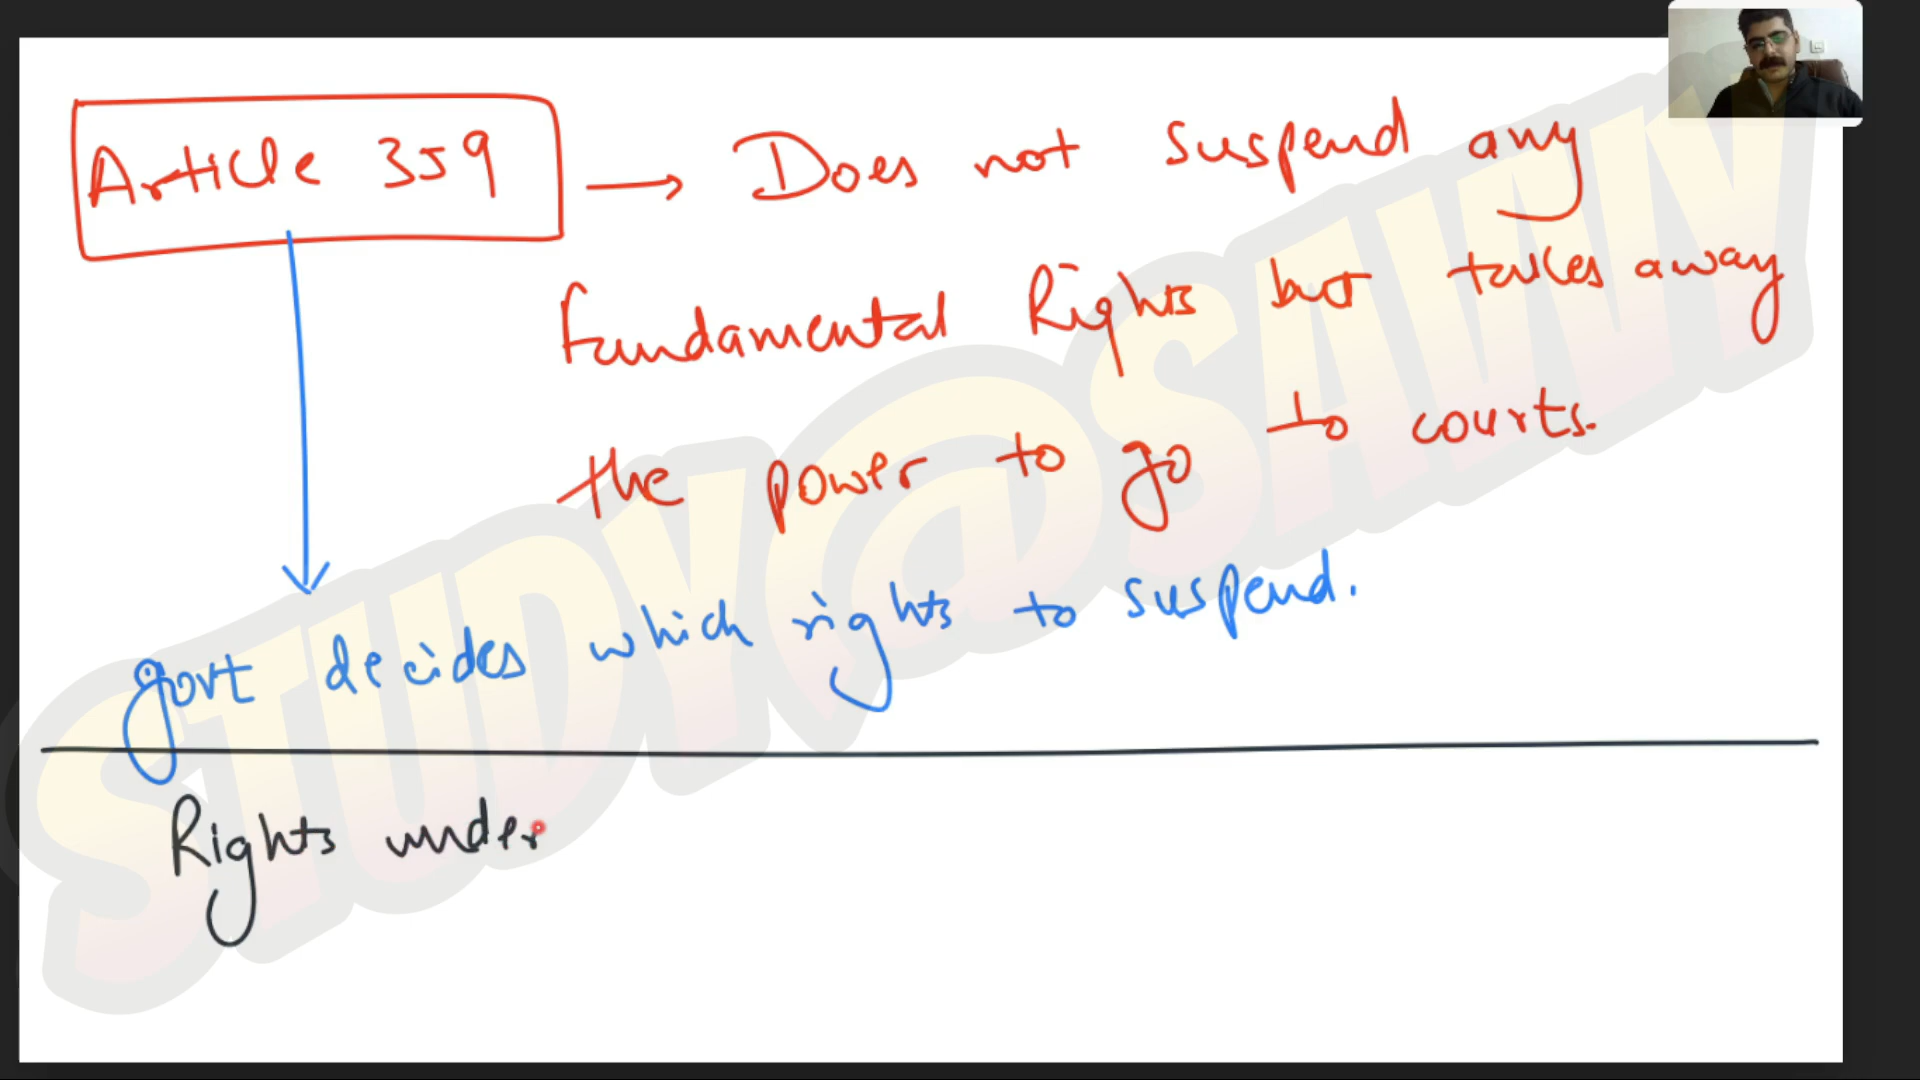 Article 359 → Does not suspend any
Fundamental Rights but takes away
the power to go to courts.
govt decides which rights to suspend.
Rights under
STUDY@SAVVY